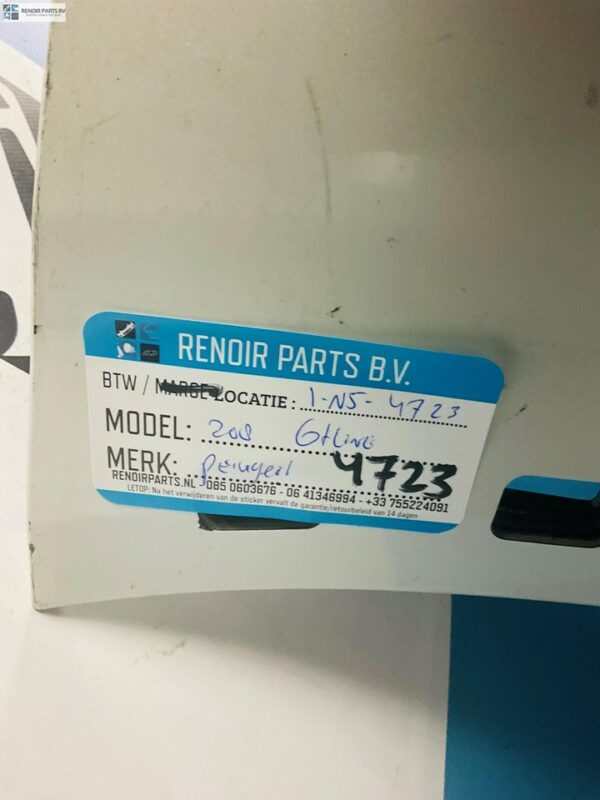 RENOIR PARTS BV
RENOIR PARTS B.V.
BTW / MARGE LOCATIE: 1-N5-4723
MODEL: 208 Gtline
MERK: Peugeot 4723
RENOIRPARTS.NL - 085 0603676 - 06 41346994 - +33 755224091
LETOP: Na het verwijderen van de sticker vervalt de garantie/retourbeleid van 14 dagen